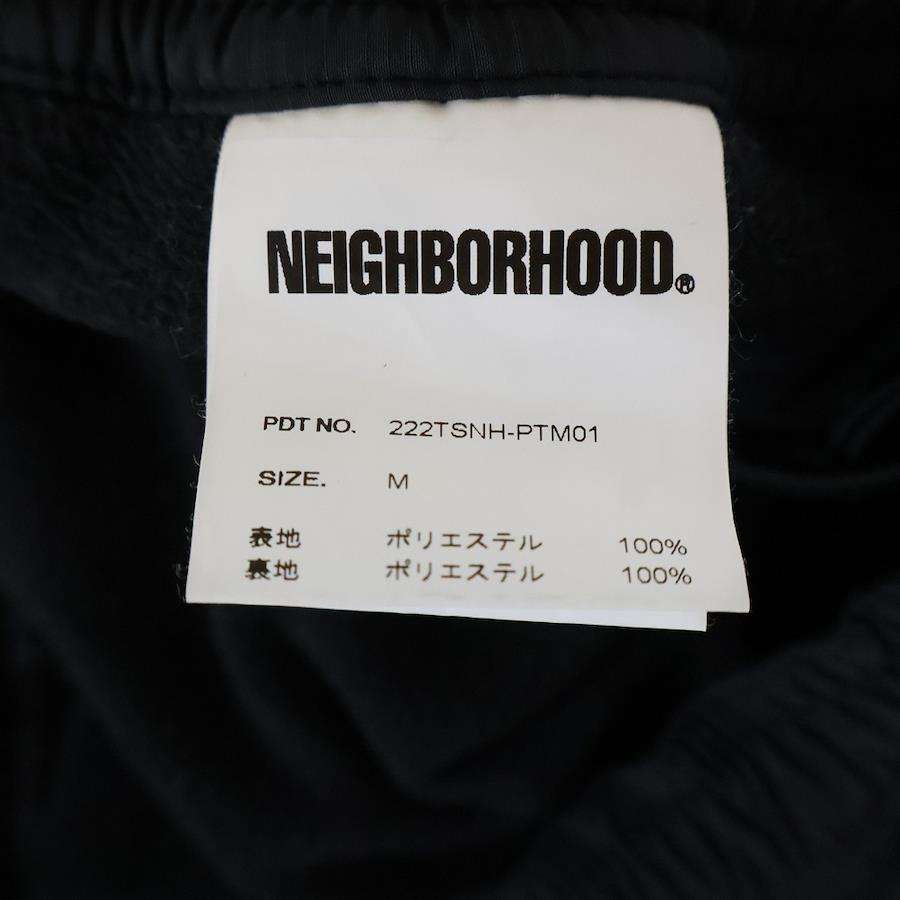 NEIGHBORHOOD®
PDT NO. 222TSNH-PTM01
SIZE. M
表地 ポリエステル 100%
裏地 ポリエステル 100%